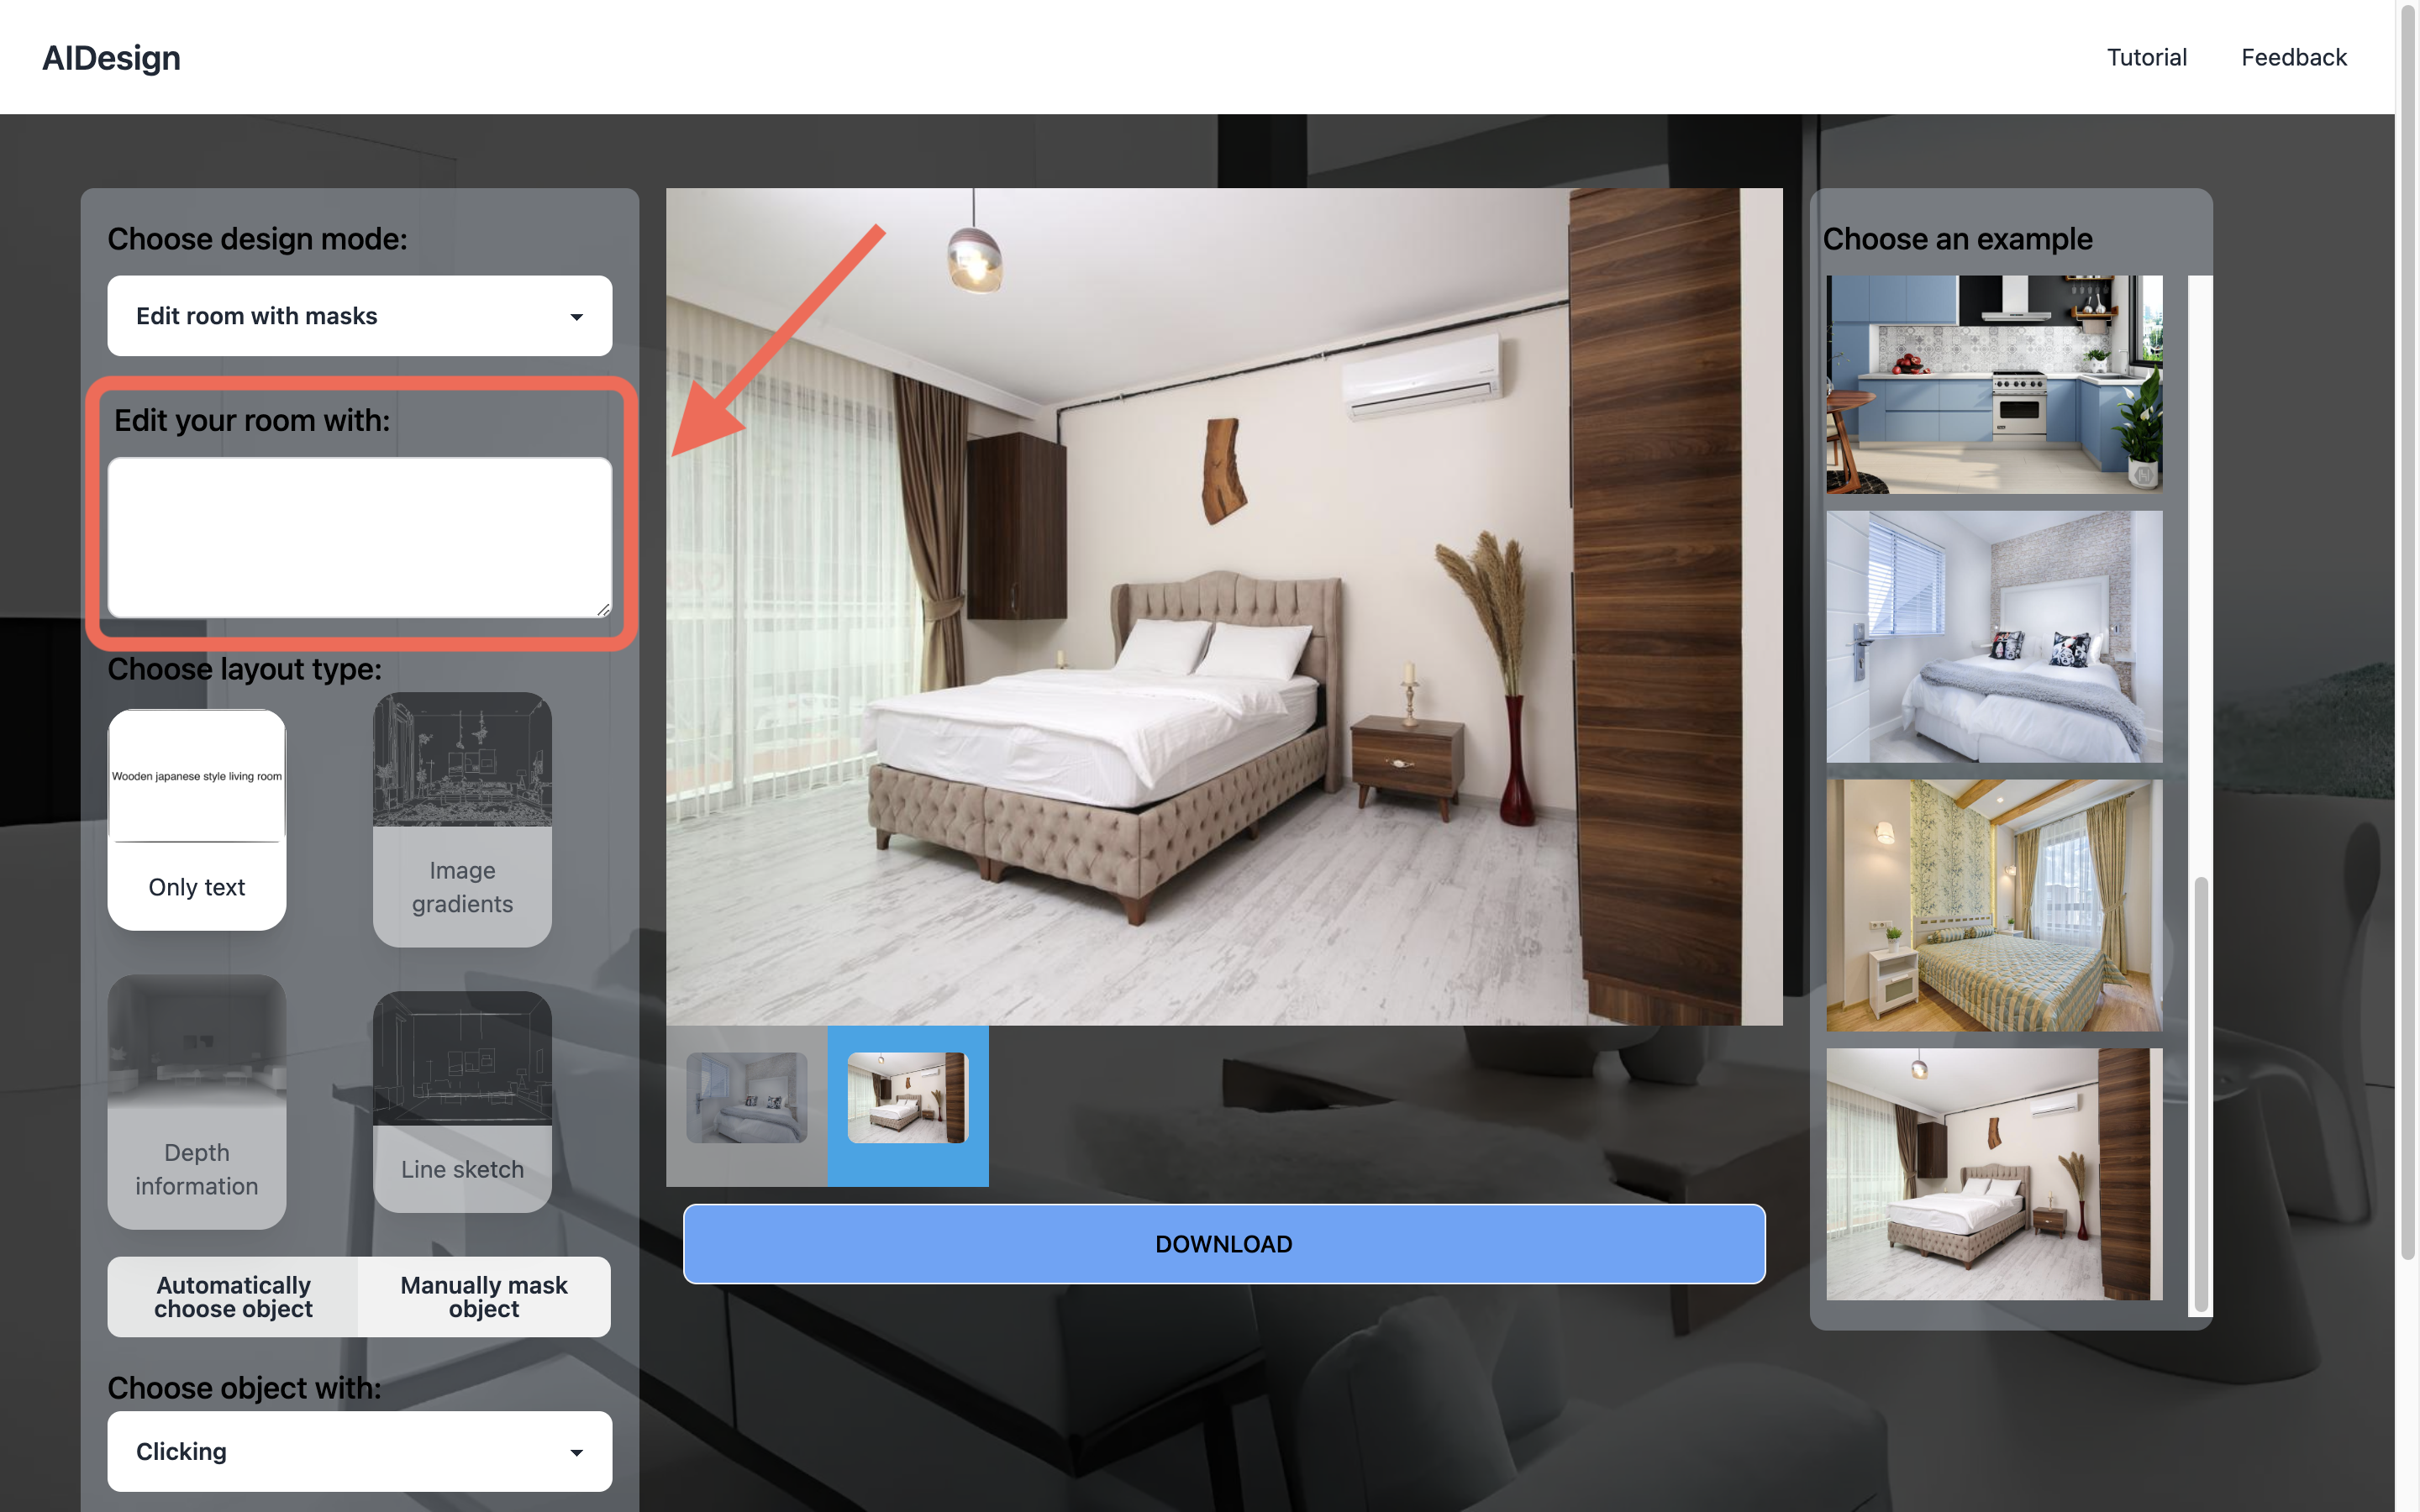 AIDesign
Tutorial
Feedback
Choose design mode:
Edit room with masks
Edit your room with:
Choose layout type:
Wooden japanese style living room
Only text
Image
gradients
Depth
information
Line sketch
Automatically
choose object
Manually mask
object
Choose object with:
Clicking
DOWNLOAD
Choose an example